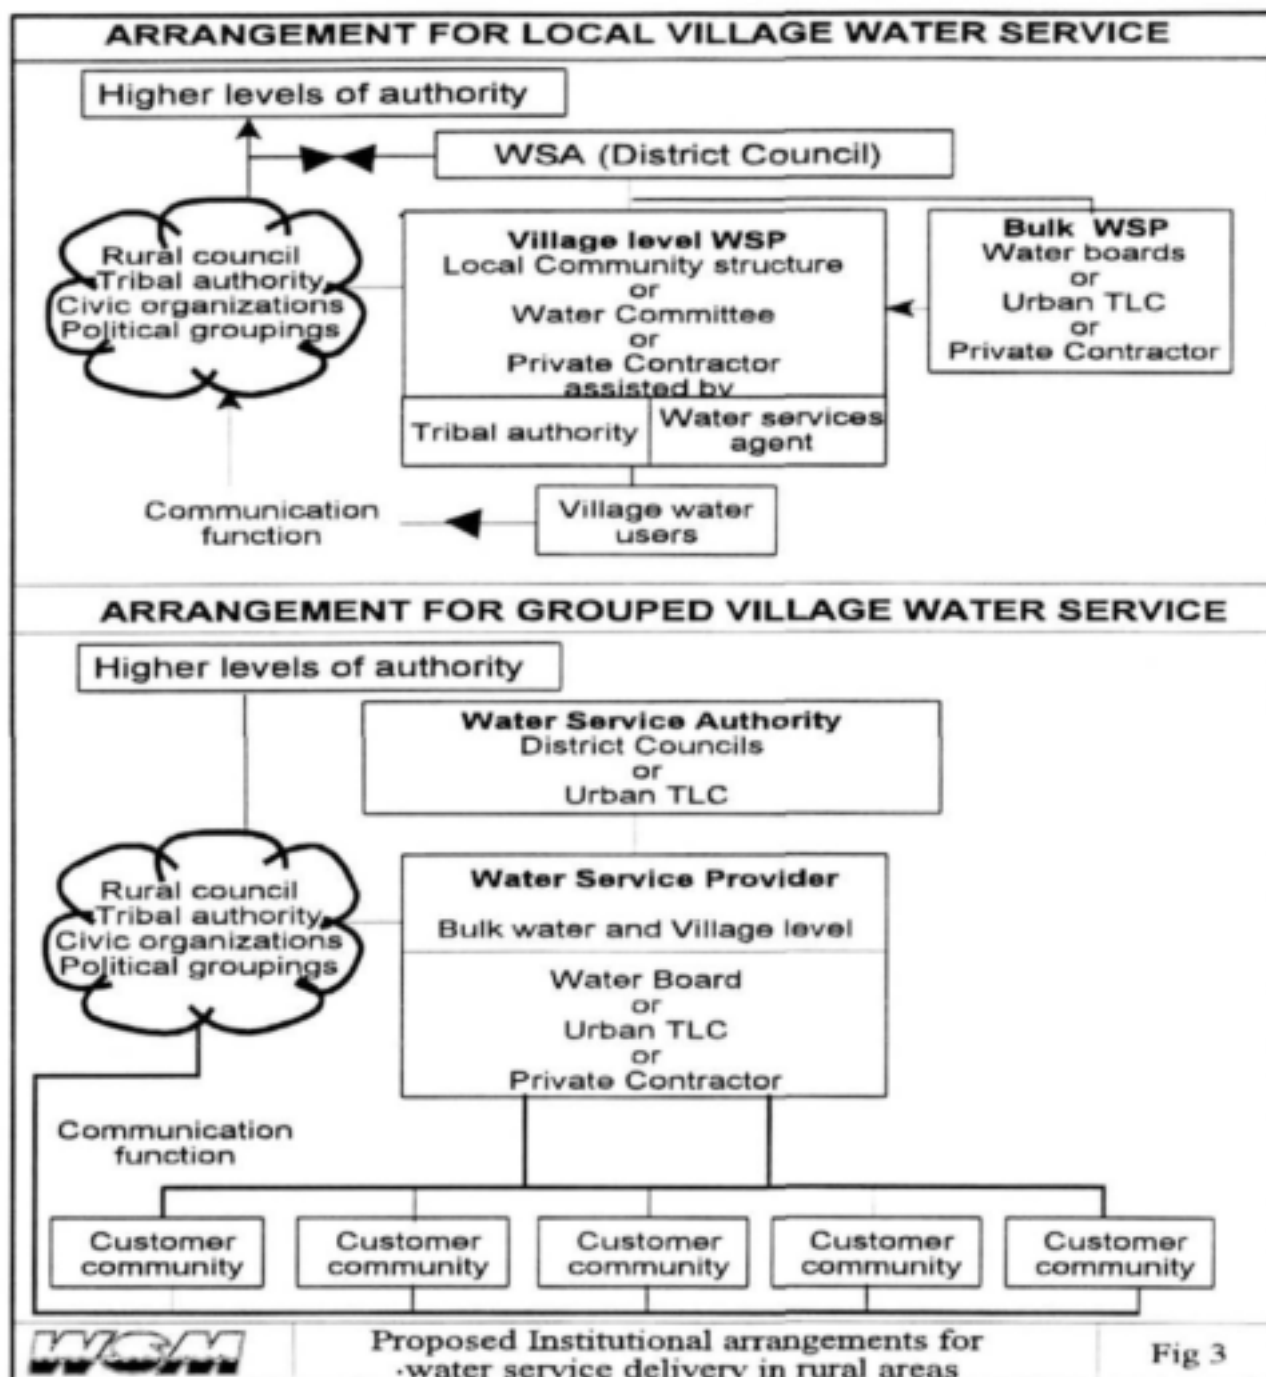 ARRANGEMENT FOR LOCAL VILLAGE WATER SERVICE
Higher levels of authority
WSA (District Council)
Rural council
Tribal authority
Civic organizations
Political groupings
Village level WSP
Local Community structure
or
Water Committee
or
Private Contractor
assisted by
Tribal authority
Water services
agent
Bulk WSP
Water boards
or
Urban TLC
or
Private Contractor
Communication
function
Village water
users
ARRANGEMENT FOR GROUPED VILLAGE WATER SERVICE
Higher levels of authority
Water Service Authority
District Councils
or
Urban TLC
Rural council
Tribal authority
Civic organizations
Political groupings
Water Service Provider
Bulk water and Village level
Water Board
or
Urban TLC
or
Private Contractor
Communication
function
Customer
community
Customer
community
Customer
community
Customer
community
Customer
community
Proposed Institutional arrangements for
water service delivery in rural areas
Fig 3